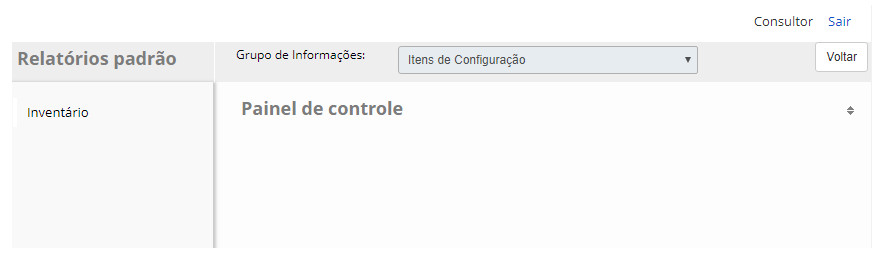 Consultor Sair
Relatórios padrão Grupo de Informações: Itens de Configuração Voltar
Inventário Painel de controle